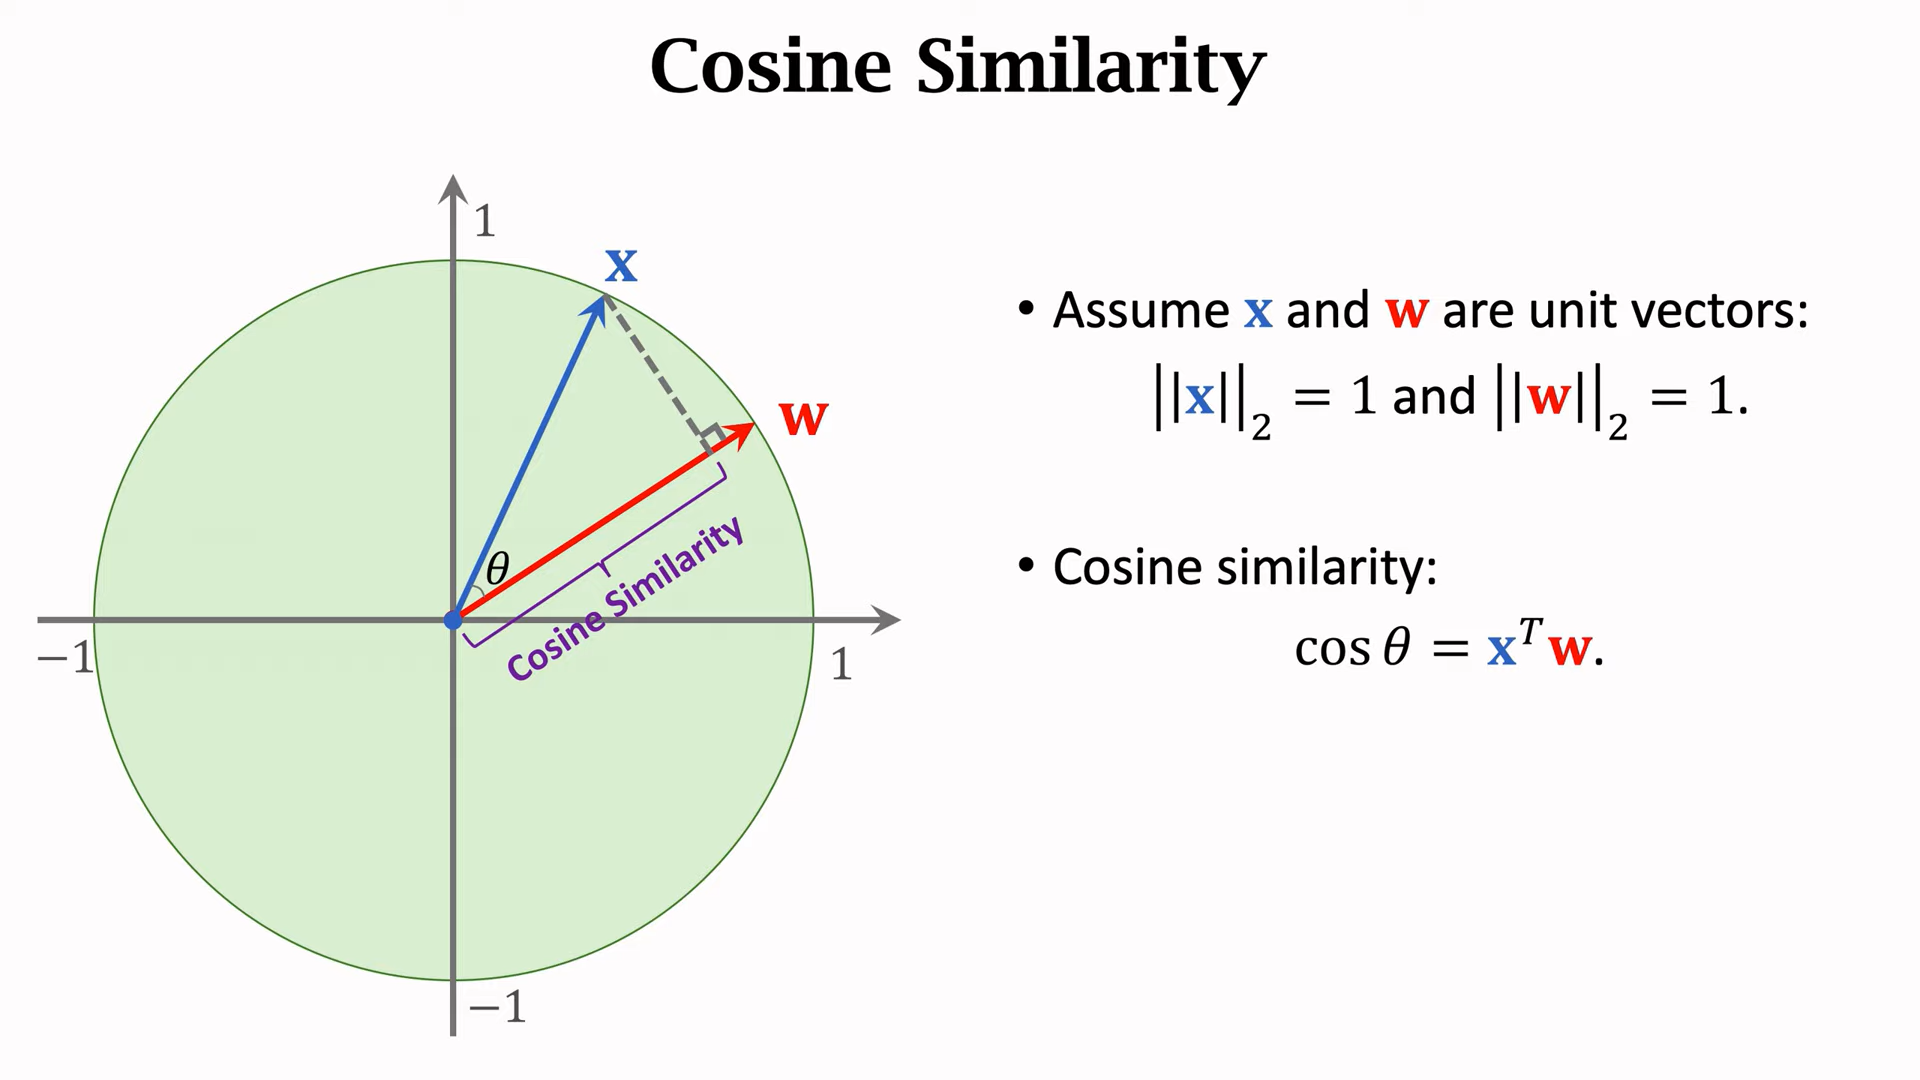 Cosine Similarity
1
x
w
θ
Cosine Similarity
−1
1
−1
• Assume x and w are unit vectors:
||x||₂ = 1 and ||w||₂ = 1.
• Cosine similarity:
cos θ = xᵀw.